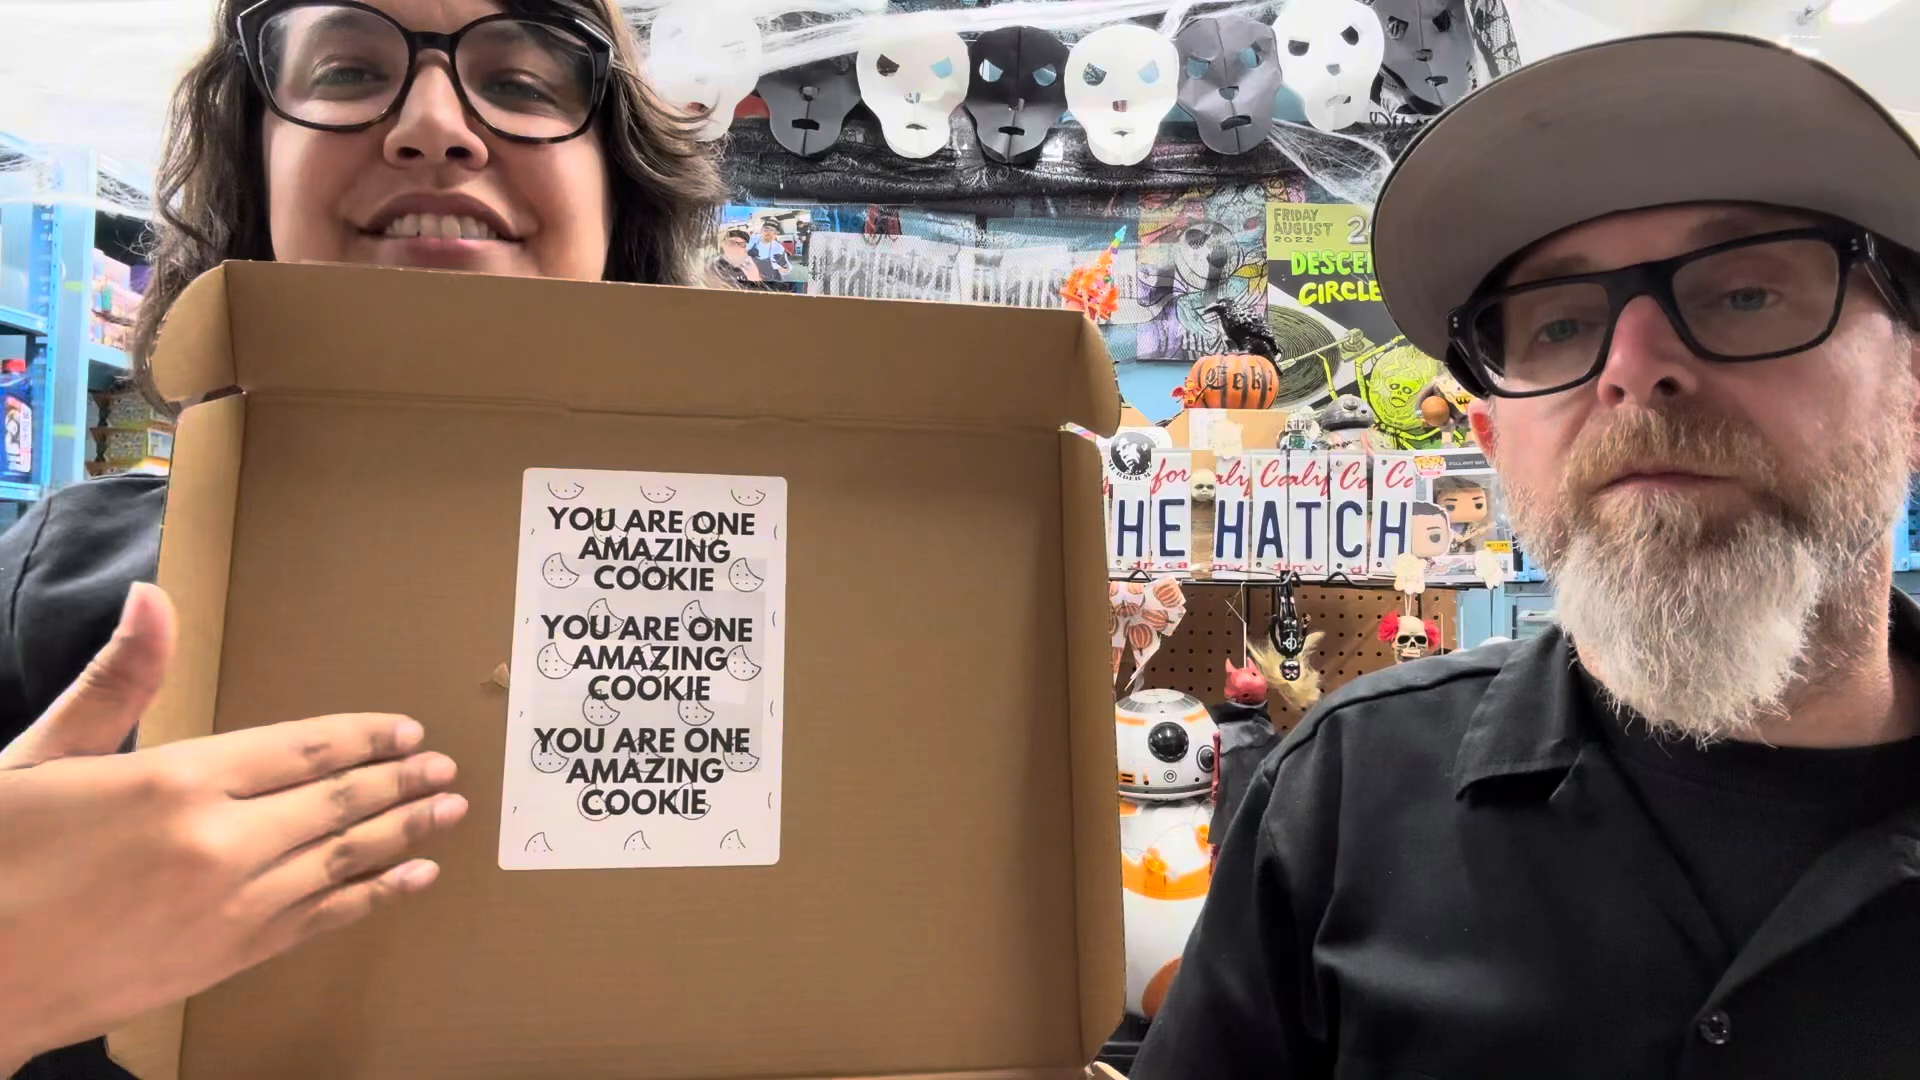 YOU ARE ONE
AMAZING
COOKIE
YOU ARE ONE
AMAZING
COOKIE
YOU ARE ONE
AMAZING
COOKIE
FRIDAY
AUGUST
2022
CIRCLE
Eek!
HE HATCH